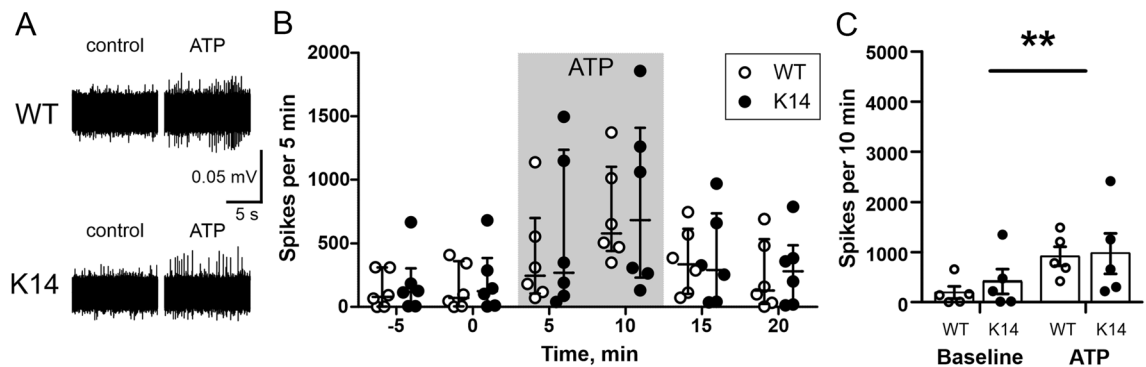 A
control ATP
WT
0.05 mV
5 s
control ATP
K14
B
Spikes per 5 min
2000
1500
1000
500
0
ATP
WT
K14
-5 0 5 10 15 20
Time, min
C
Spikes per 10 min
5000
4000
3000
2000
1000
0
**
WT K14 WT K14
Baseline ATP